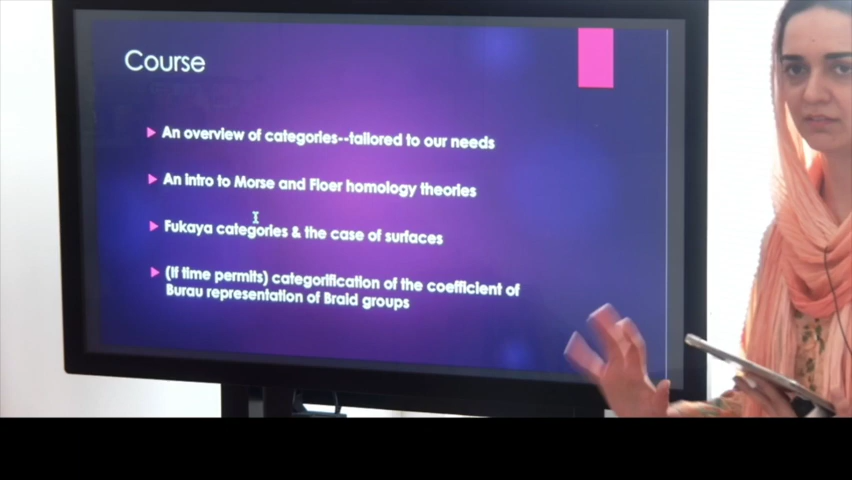 Course
An overview of categories--tailored to our needs
An intro to Morse and Floer homology theories
Fukaya categories & the case of surfaces
(If time permits) categorification of the coefficient of
Burau representation of Braid groups